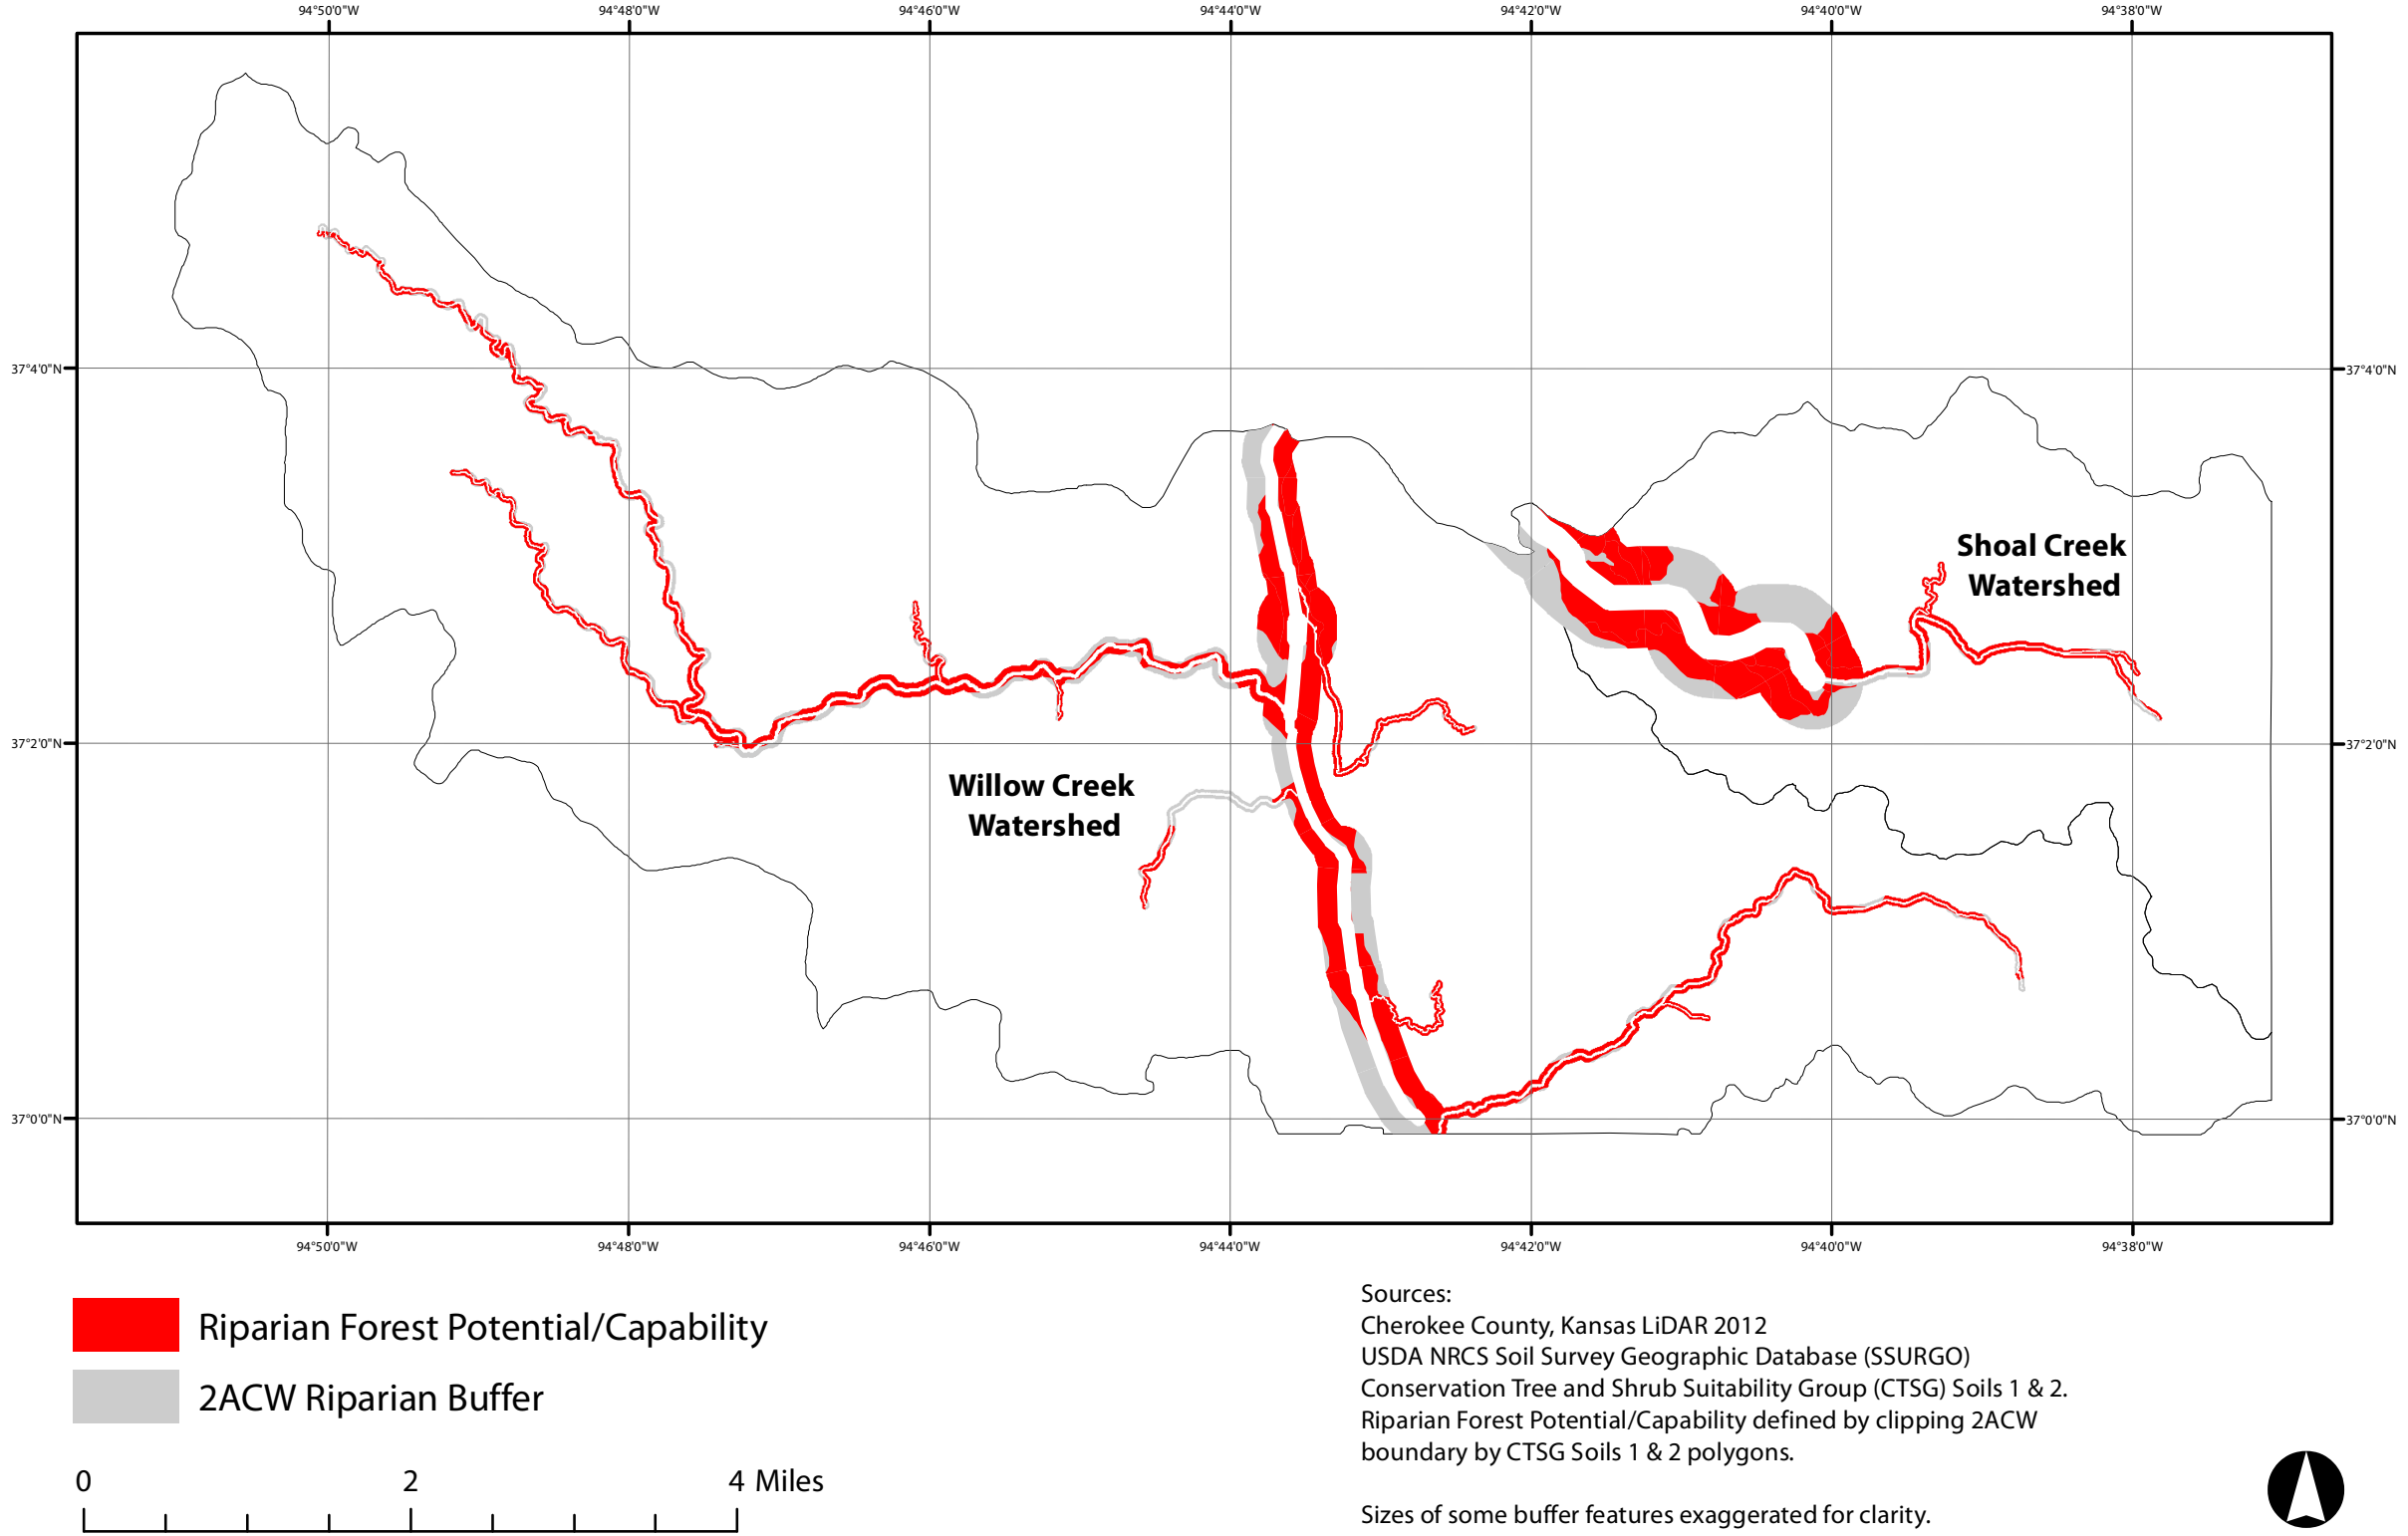 94°50'0"W
94°48'0"W
94°46'0"W
94°44'0"W
94°42'0"W
94°40'0"W
94°38'0"W
37°4'0"N
37°4'0"N
Shoal Creek
Watershed
37°2'0"N
37°2'0"N
Willow Creek
Watershed
37°0'0"N
37°0'0"N
94°50'0"W
94°48'0"W
94°46'0"W
94°44'0"W
94°42'0"W
94°40'0"W
94°38'0"W
Riparian Forest Potential/Capability
2ACW Riparian Buffer
0 2 4 Miles
Sources:
Cherokee County, Kansas LiDAR 2012
USDA NRCS Soil Survey Geographic Database (SSURGO)
Conservation Tree and Shrub Suitability Group (CTSG) Soils 1 & 2.
Riparian Forest Potential/Capability defined by clipping 2ACW
boundary by CTSG Soils 1 & 2 polygons.
Sizes of some buffer features exaggerated for clarity.